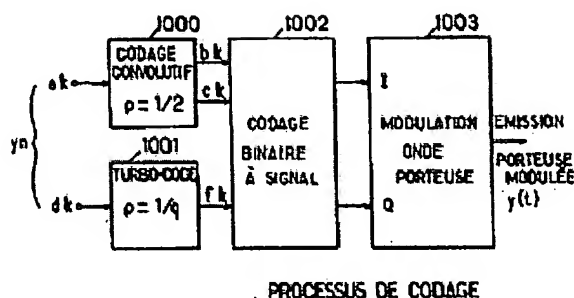 1000
1002
1003
CODAGE
CONVOLUTIF
ρ = 1/2
ak
bk
ck
yn
1001
TURBO-CODE
ρ = 1/q
dk
fk
CODAGE
BINAIRE
À SIGNAL
I
Q
MODULATION
ONDE
PORTEUSE
EMISSION
PORTEUSE
MODULÉE
y(t)
PROCESSUS DE CODAGE